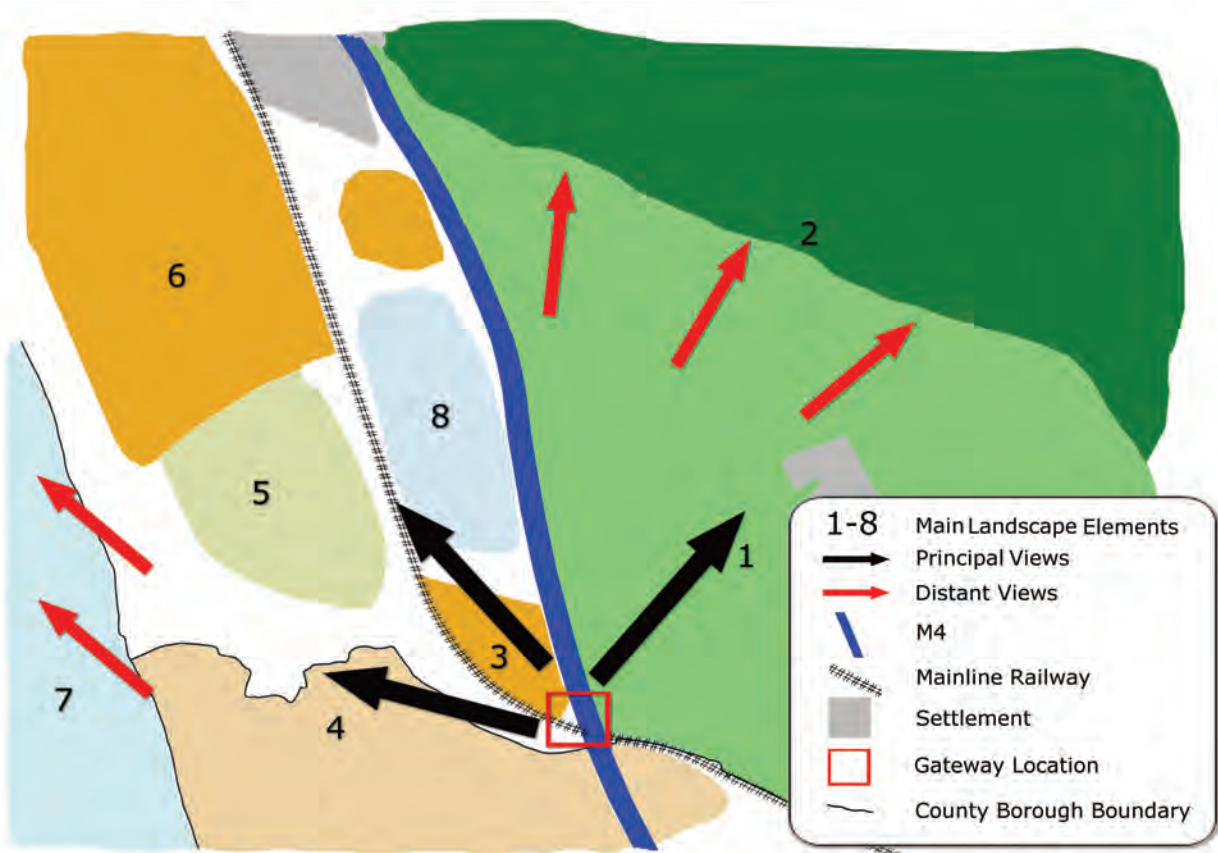 2
6
8
5
1
3
7
4
1-8 Main Landscape Elements
Principal Views
Distant Views
M4
Mainline Railway
Settlement
Gateway Location
County Borough Boundary